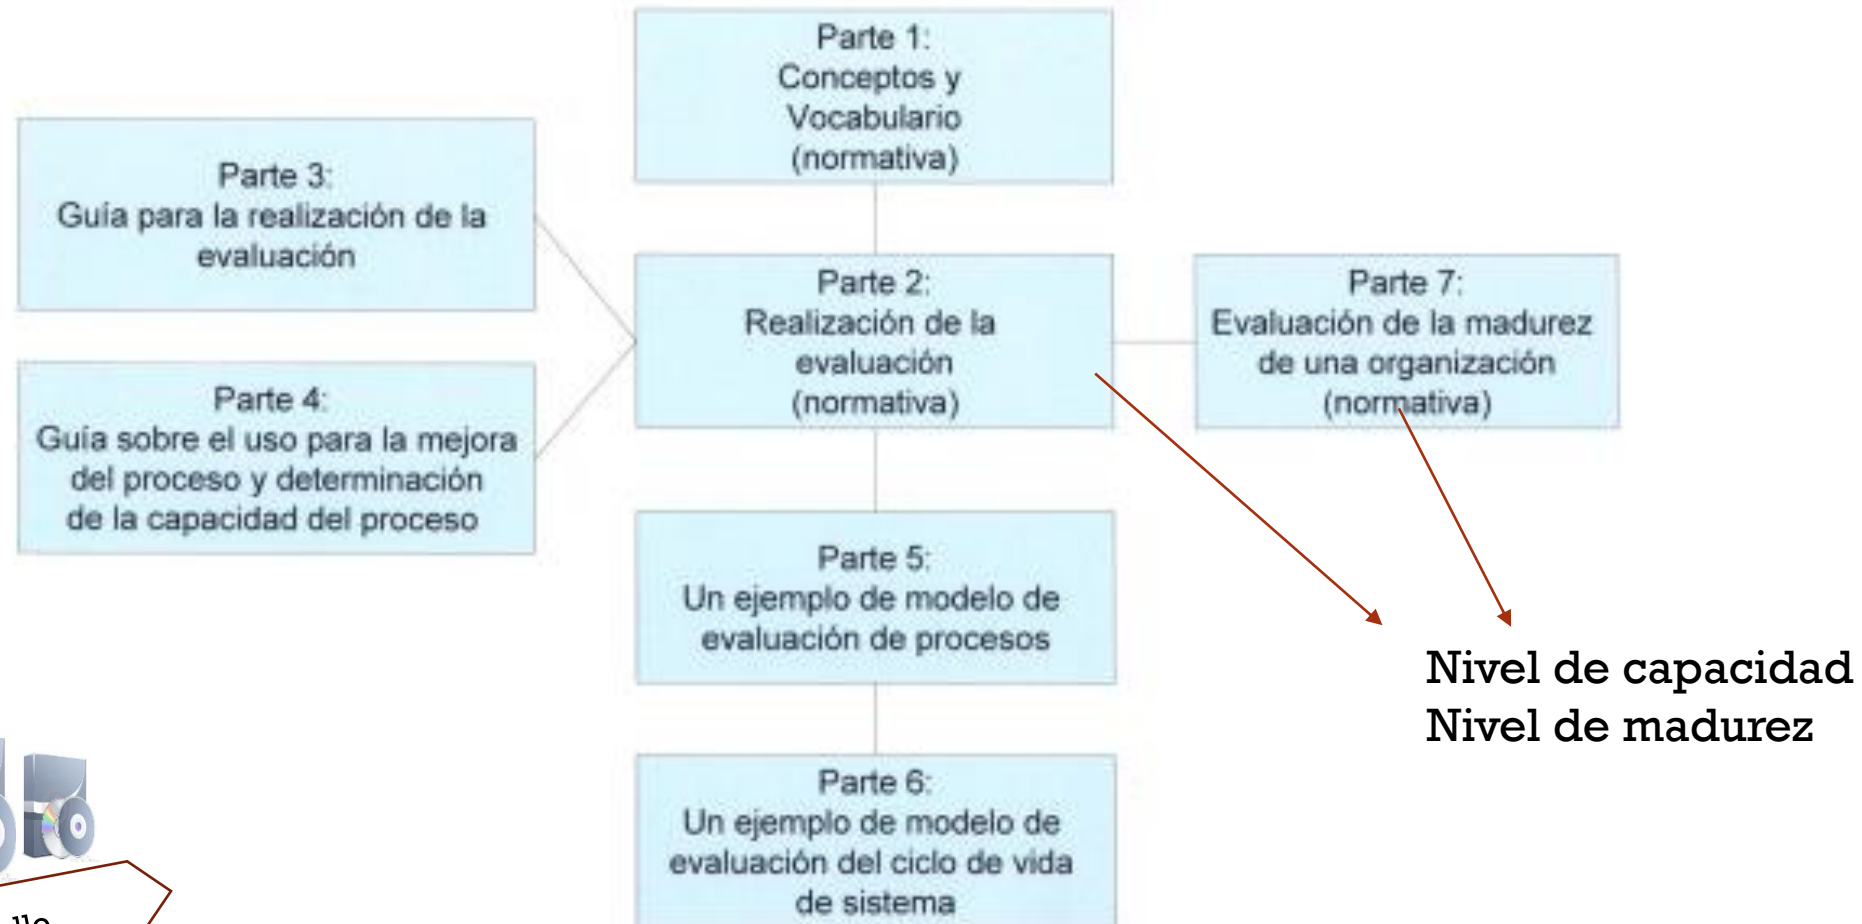 Parte 1:
Conceptos y
Vocabulario
(normativa)
Parte 3:
Guía para la realización de la
evaluación
Parte 2:
Realización de la
evaluación
(normativa)
Parte 7:
Evaluación de la madurez
de una organización
(normativa)
Parte 4:
Guía sobre el uso para la mejora
del proceso y determinación
de la capacidad del proceso
Parte 5:
Un ejemplo de modelo de
evaluación de procesos
Nivel de capacidad
Nivel de madurez
Parte 6:
Un ejemplo de modelo de
evaluación del ciclo de vida
de sistema